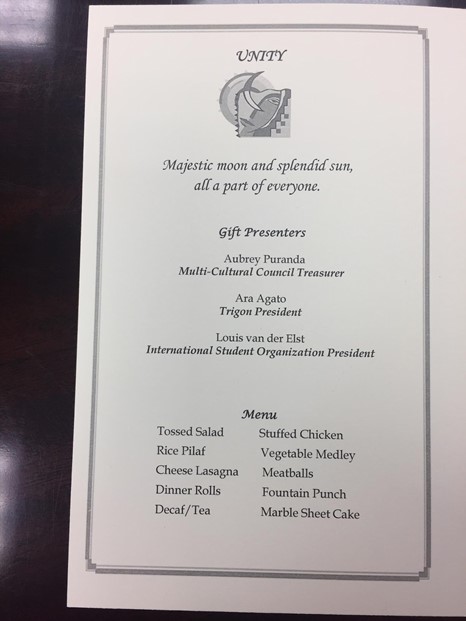 UNITY
Majestic moon and splendid sun,
all a part of everyone.
Gift Presenters
Aubrey Puranda
Multi-Cultural Council Treasurer
Ara Agato
Trigon President
Louis van der Elst
International Student Organization President
Menu
Tossed Salad Stuffed Chicken
Rice Pilaf Vegetable Medley
Cheese Lasagna Meatballs
Dinner Rolls Fountain Punch
Decaf/Tea Marble Sheet Cake